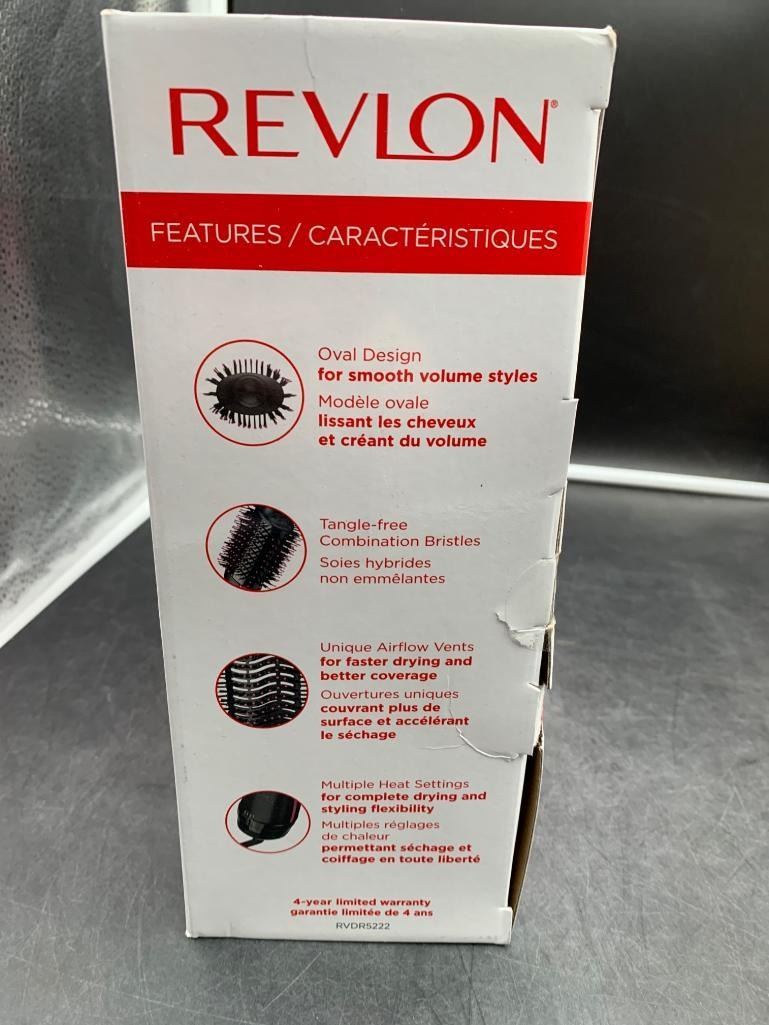 REVLON®
FEATURES / CARACTÉRISTIQUES
Oval Design
for smooth volume styles
Modèle ovale
lissant les cheveux
et créant du volume
Tangle-free
Combination Bristles
Soies hybrides
non emmêlantes
Unique Airflow Vents
for faster drying and
better coverage
Ouvertures uniques
couvrant plus de
surface et accélérant
le séchage
Multiple Heat Settings
for complete drying and
styling flexibility
Multiples réglages
de chaleur
permettant séchage et
coiffage en toute liberté
4-year limited warranty
garantie limitée de 4 ans
RVDR5222